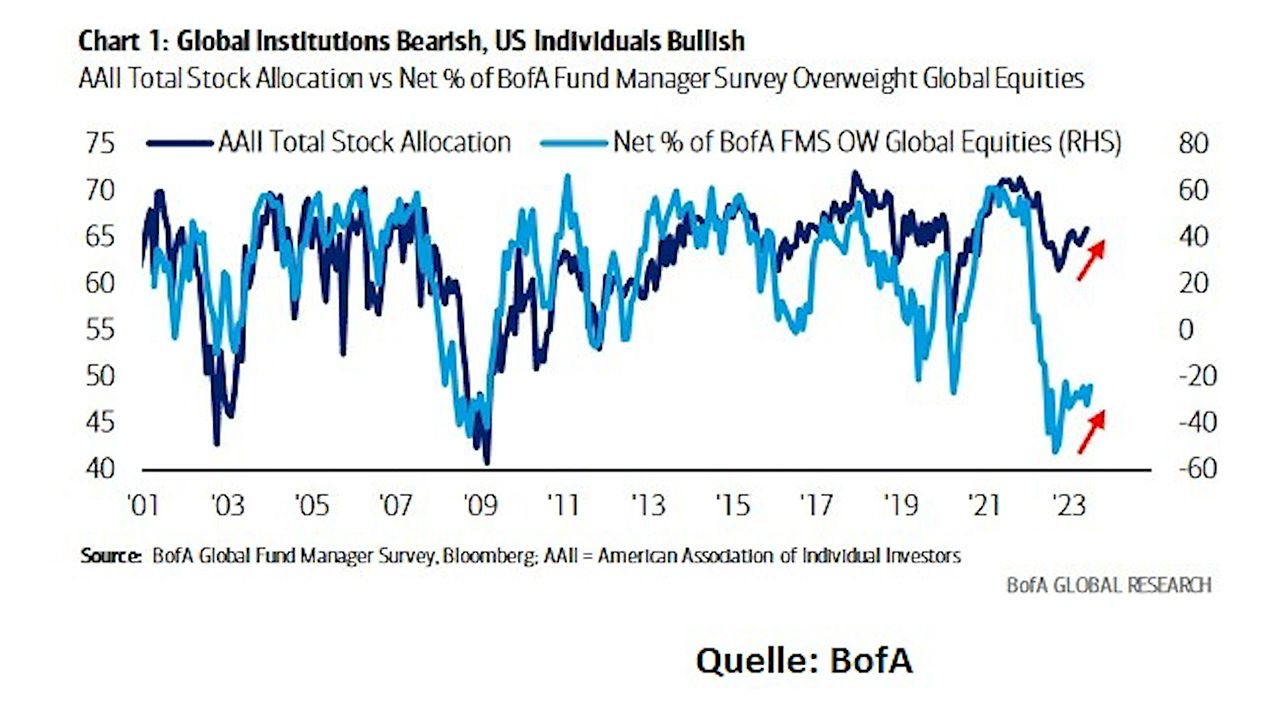 Chart 1: Global Institutions Bearish, US Individuals Bullish
AAII Total Stock Allocation vs Net % of BofA Fund Manager Survey Overweight Global Equities
AAII Total Stock Allocation
Net % of BofA FMS OW Global Equities (RHS)
75
70
65
60
55
50
45
40
80
60
40
20
0
-20
-40
-60
'01 '03 '05 '07 '09 '11 '13 '15 '17 '19 '21 '23
Source: BofA Global Fund Manager Survey, Bloomberg; AAII = American Association of Individual Investors
BofA GLOBAL RESEARCH
Quelle: BofA